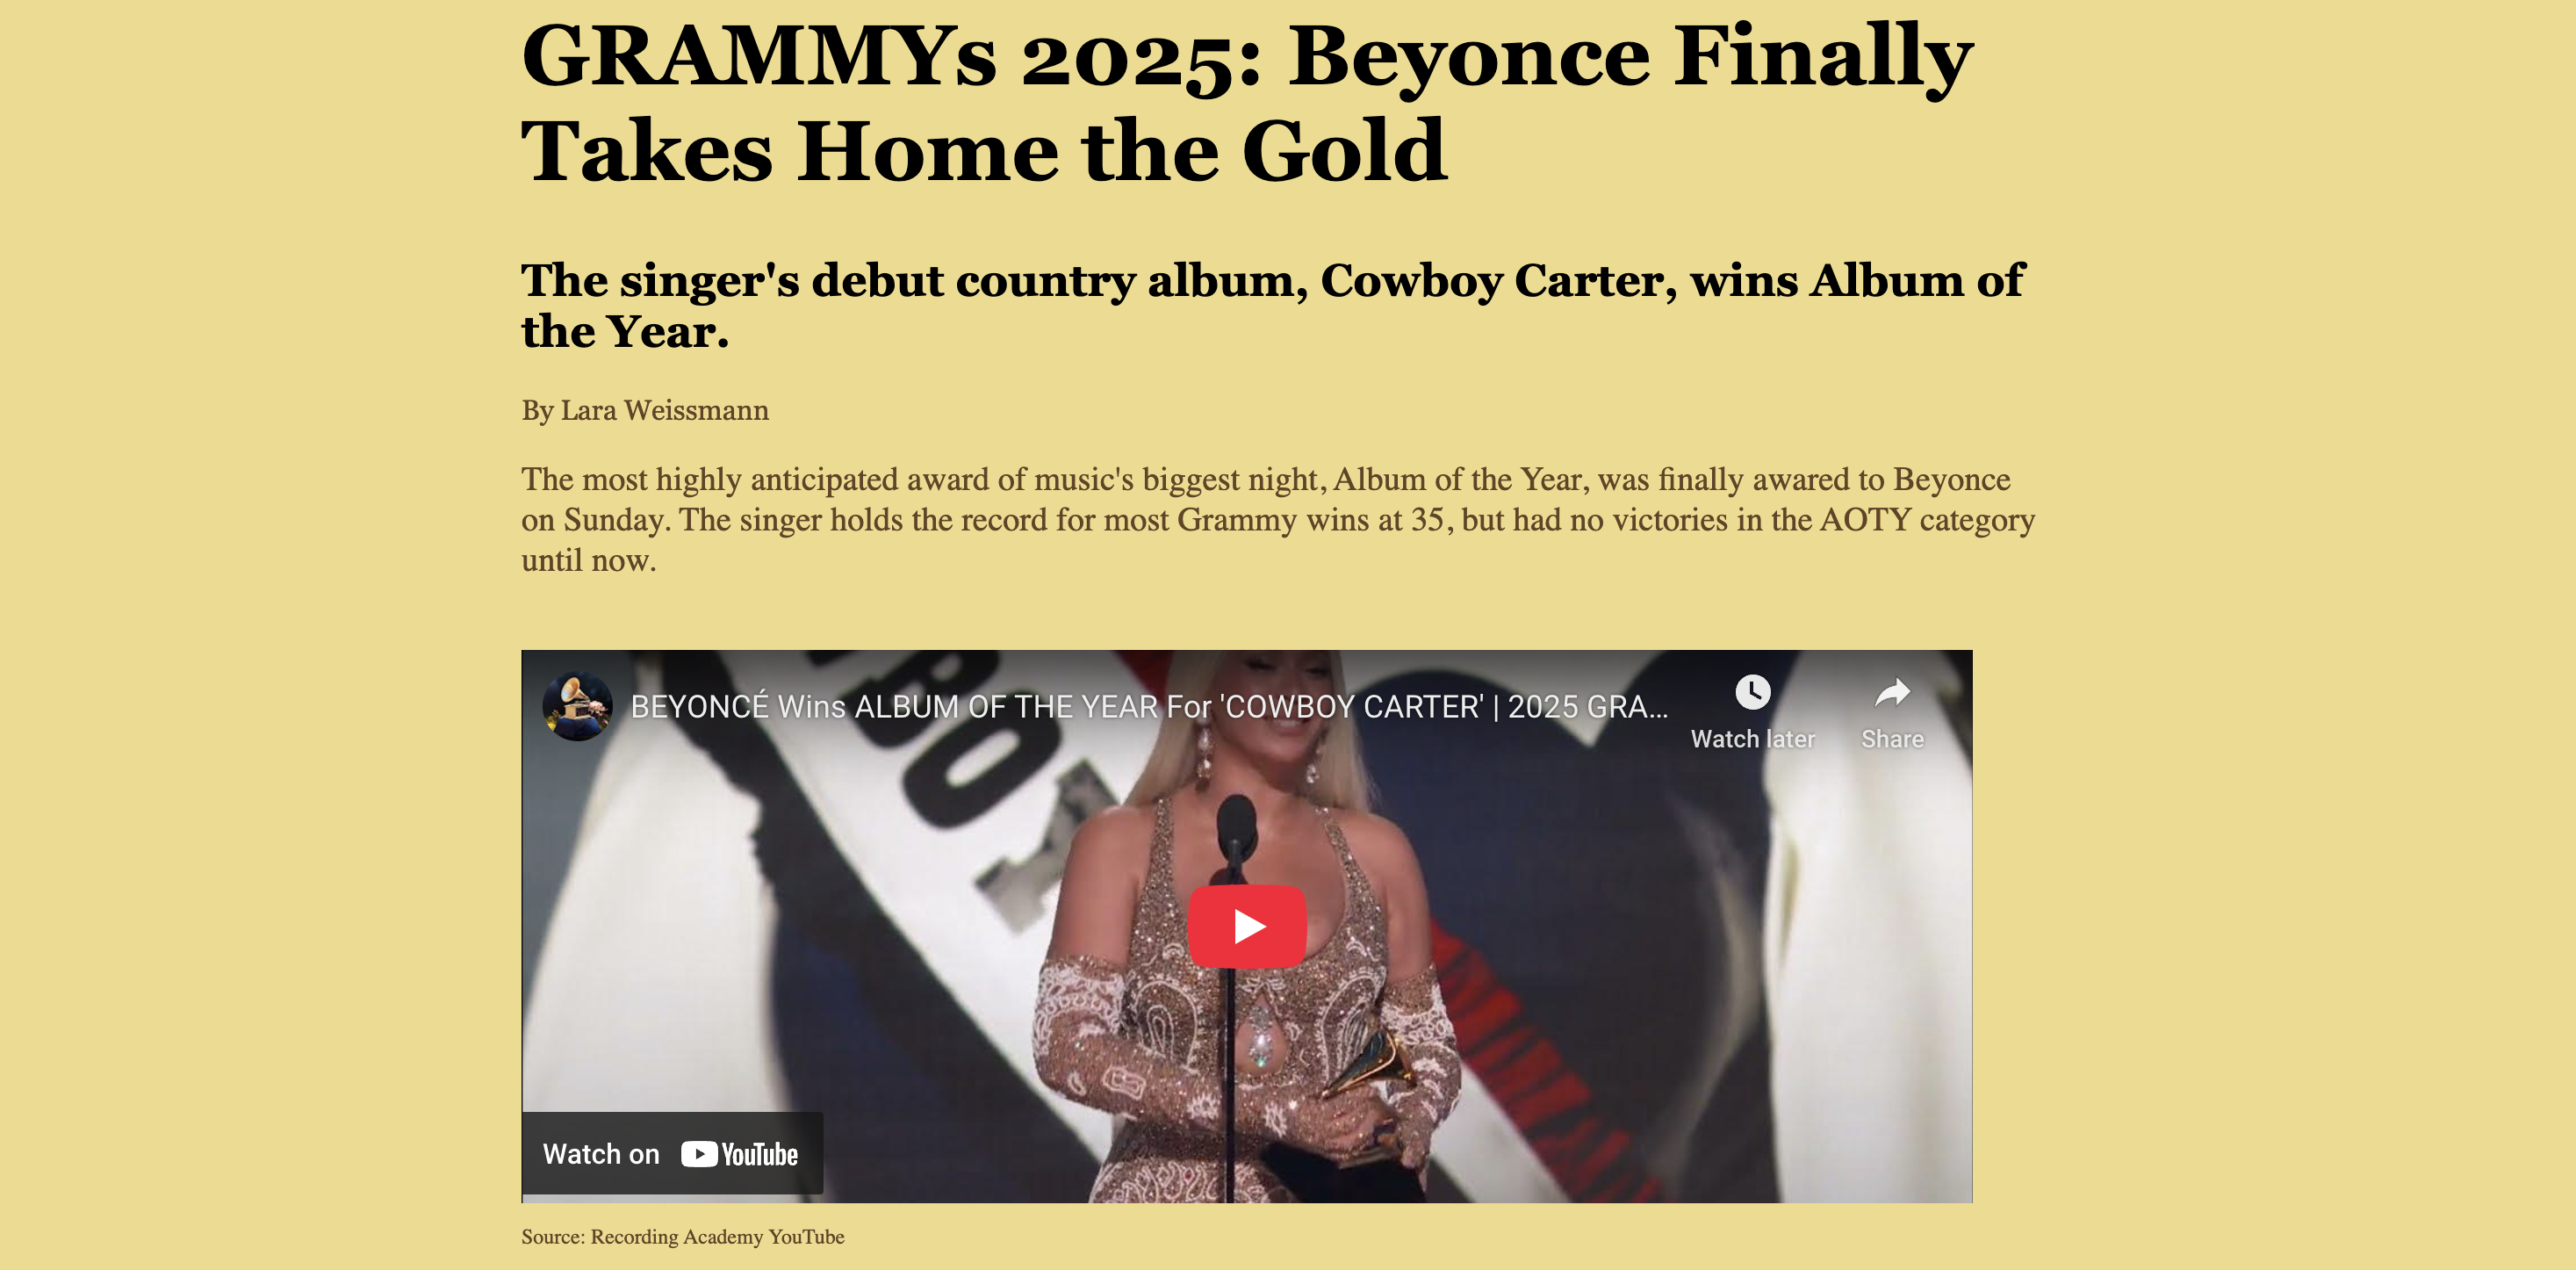 GRAMMYs 2025: Beyonce Finally
Takes Home the Gold
The singer's debut country album, Cowboy Carter, wins Album of
the Year.
By Lara Weissmann
The most highly anticipated award of music's biggest night, Album of the Year, was finally awared to Beyonce
on Sunday. The singer holds the record for most Grammy wins at 35, but had no victories in the AOTY category
until now.
BEYONCÉ Wins ALBUM OF THE YEAR For 'COWBOY CARTER' | 2025 GRA...
Watch later
Share
Watch on YouTube
Source: Recording Academy YouTube